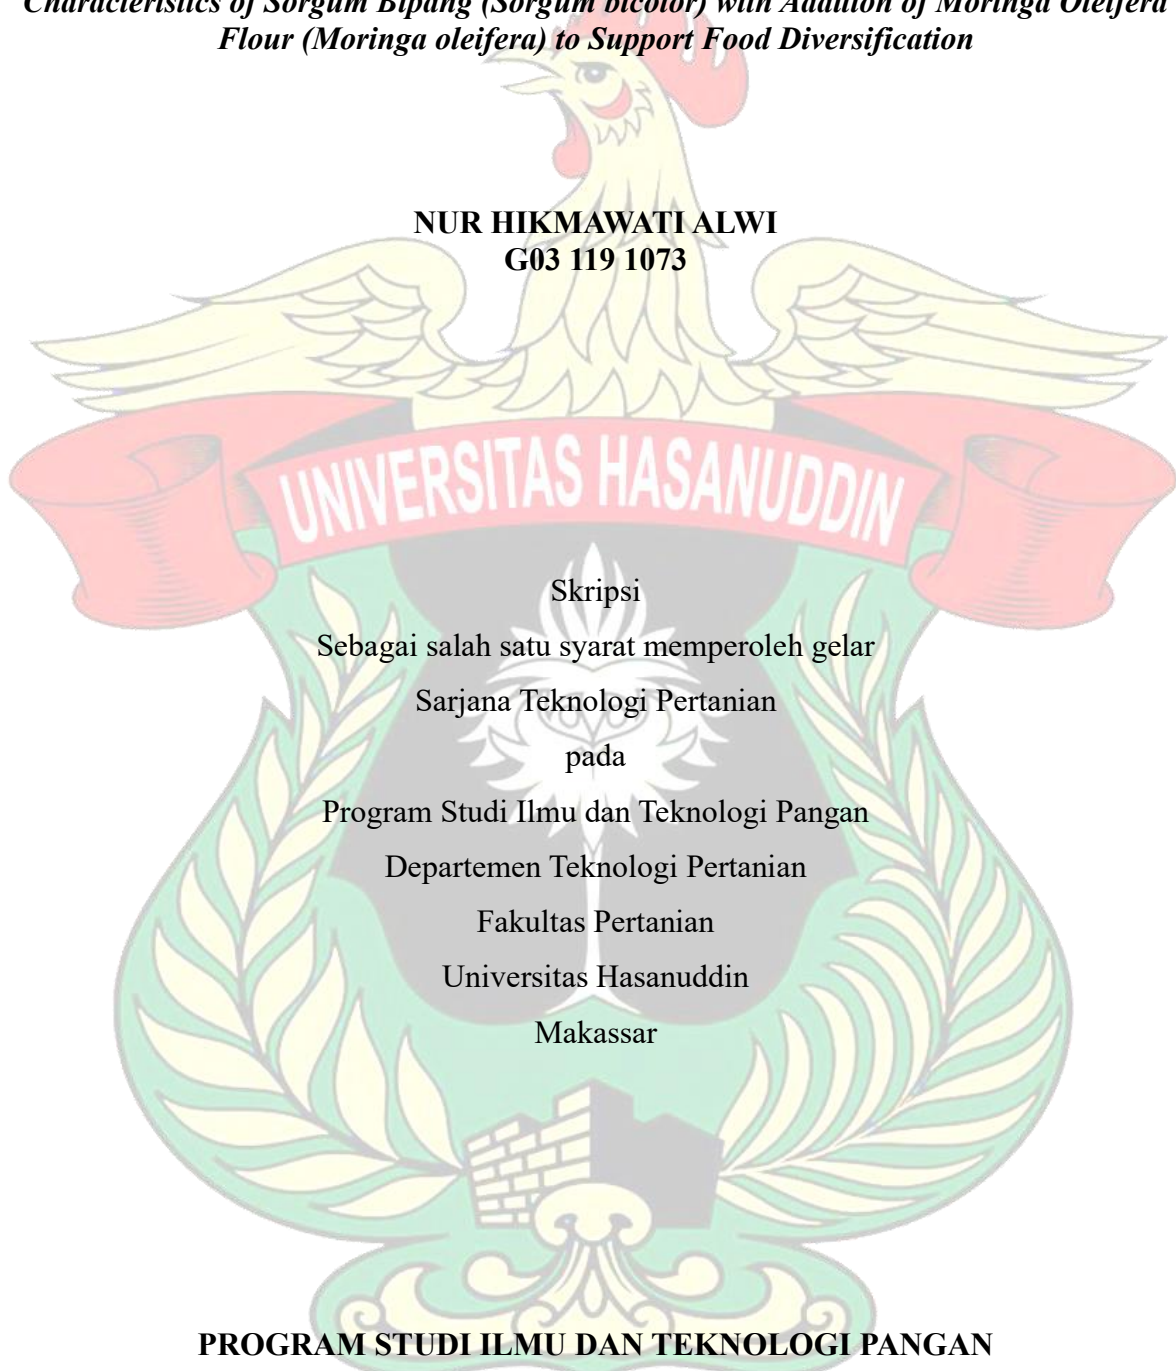 Characteristics of Sorgum Bipang (Sorgum bicolor) with Addition of Moringa Oleifera
Flour (Moringa oleifera) to Support Food Diversification
NUR HIKMAWATI ALWI
G03 119 1073
UNIVERSITAS HASANUDDIN
Skripsi
Sebagai salah satu syarat memperoleh gelar
Sarjana Teknologi Pertanian
pada
Program Studi Ilmu dan Teknologi Pangan
Departemen Teknologi Pertanian
Fakultas Pertanian
Universitas Hasanuddin
Makassar
PROGRAM STUDI ILMU DAN TEKNOLOGI PANGAN